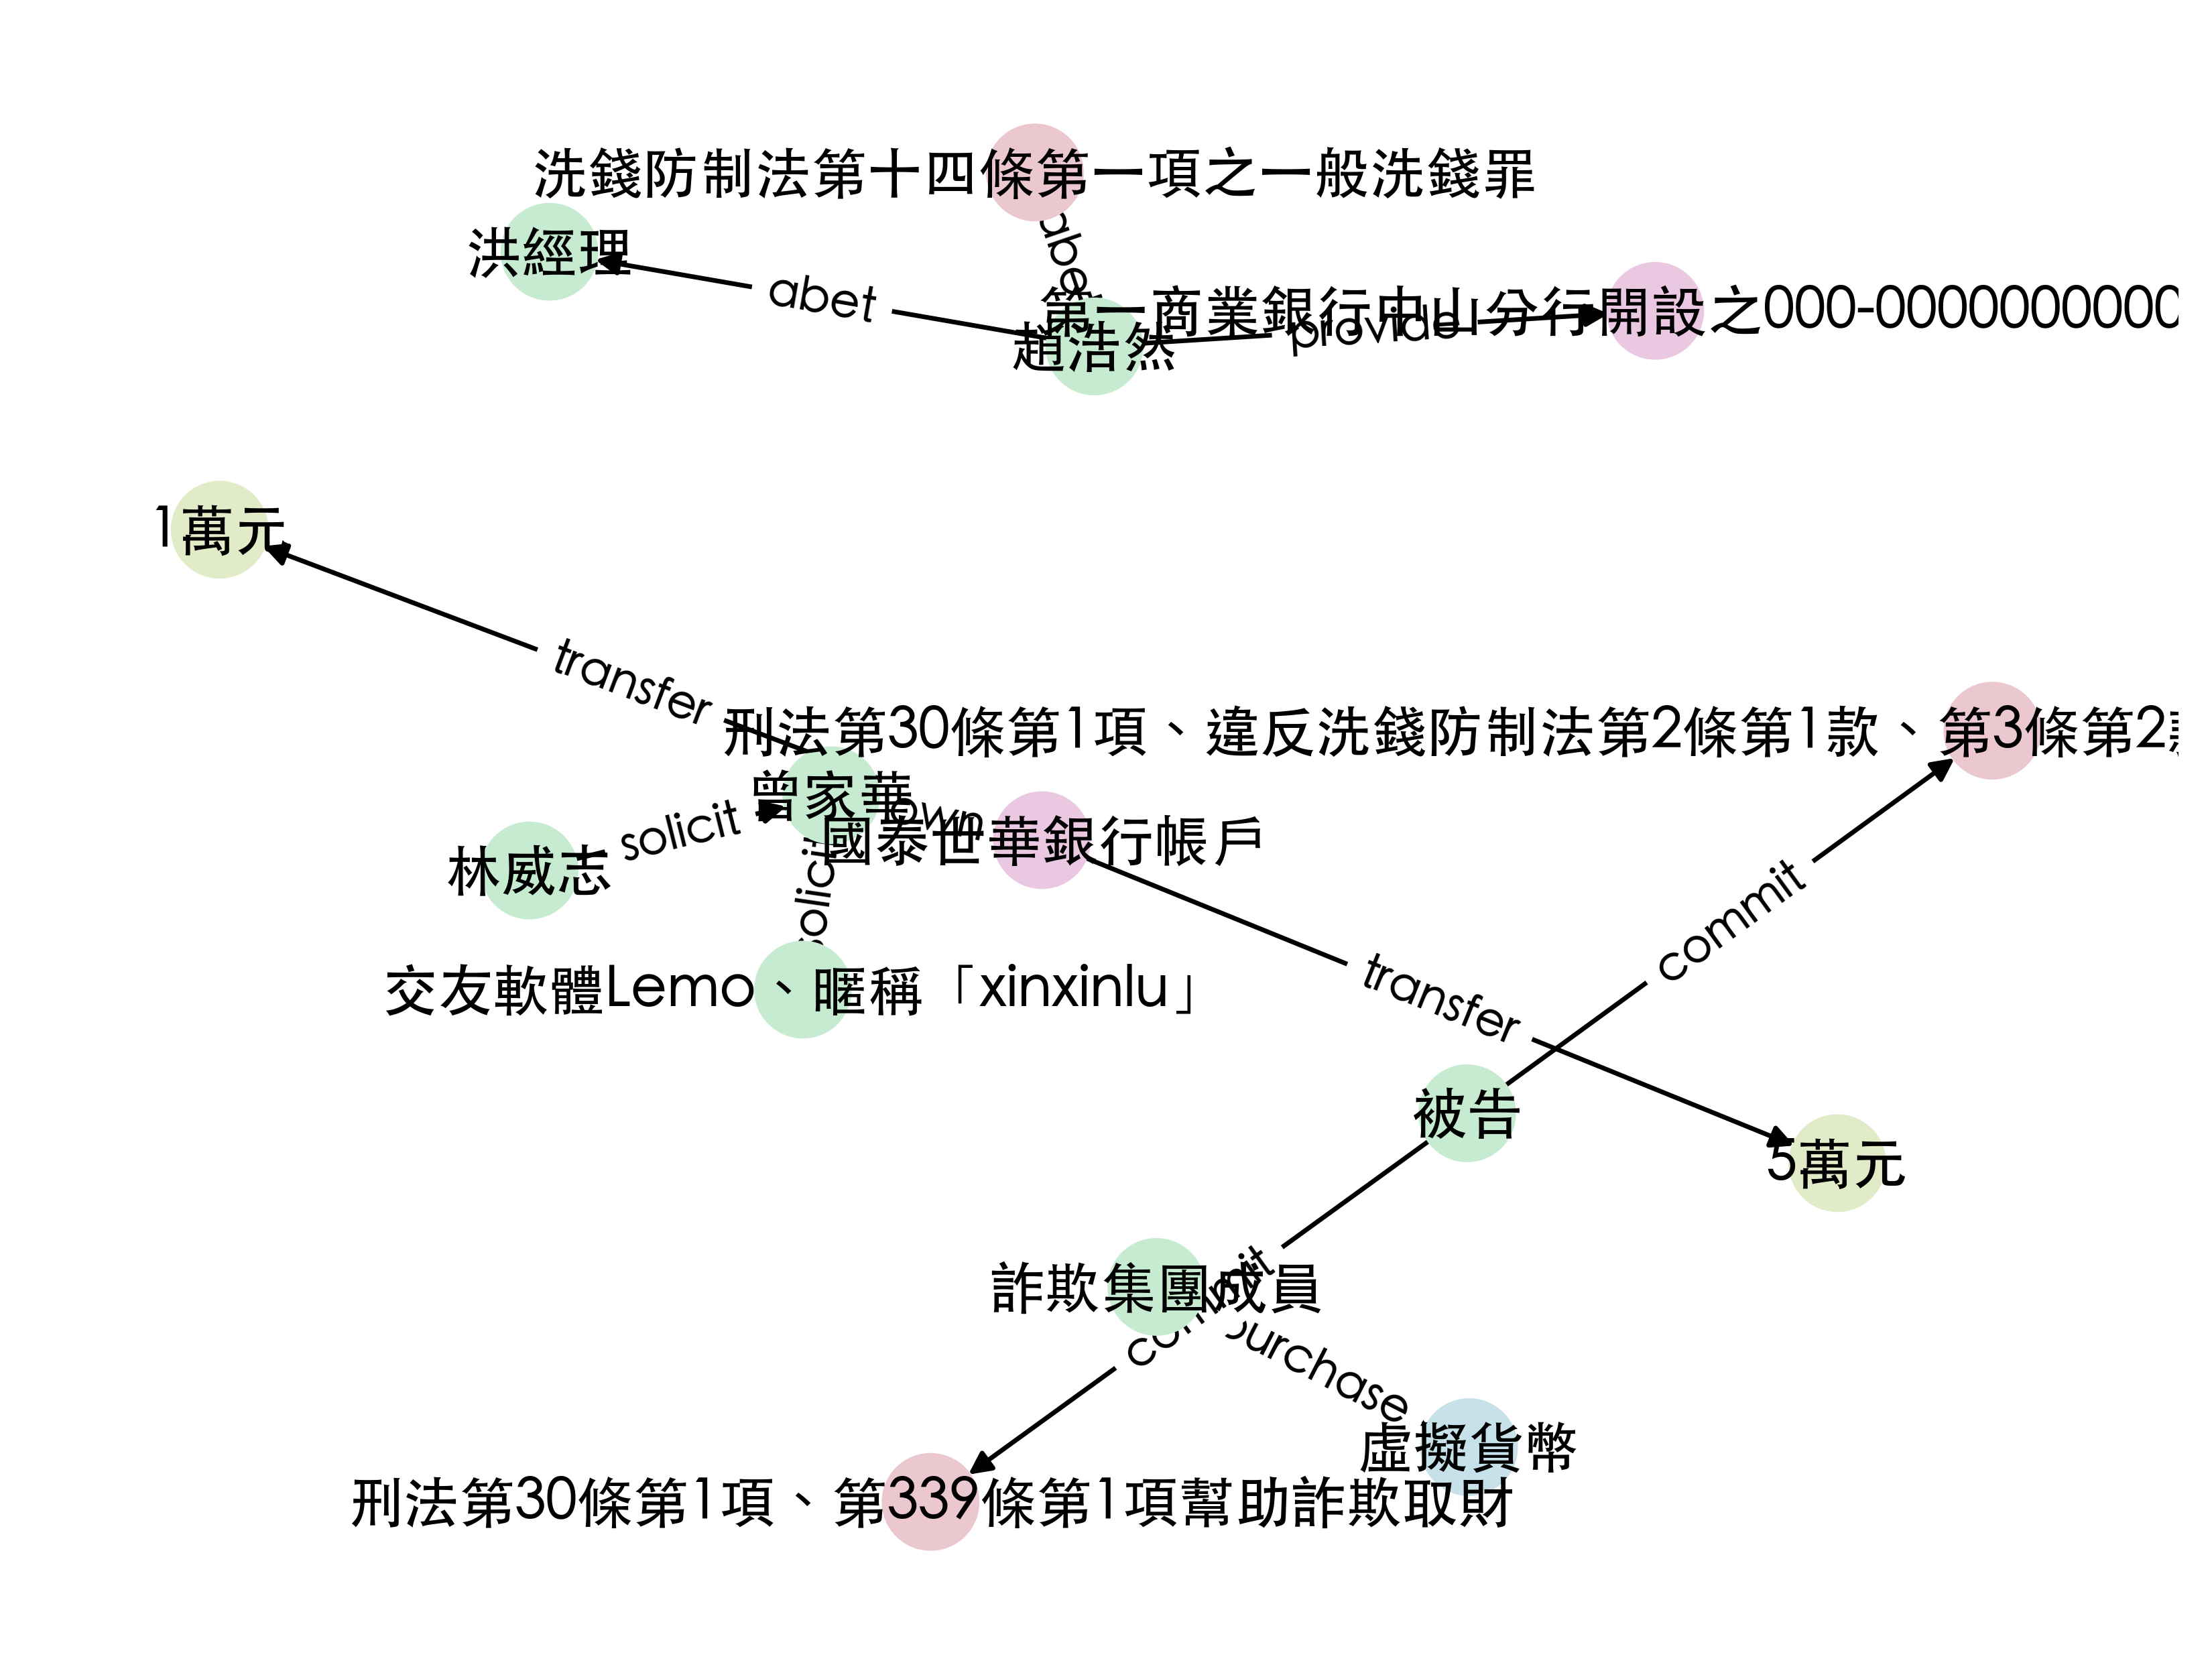 洗錢防制法第十四條第一項之一般洗錢罪
洪經理
abet
abet
第一商業銀行中山分行開設之000-0000000000
provide
趙浩然
1萬元
transfer
刑法第30條第1項、違反洗錢防制法第2條第1款、第3條第2
曾家華
own
solicit
國泰世華銀行帳戶
林威志
solicit
commit
交友軟體Lemo、暱稱「xinxinlu」
transfer
被告
5萬元
詐欺集團成員
commit
purchase
虛擬貨幣
刑法第30條第1項、第339條第1項幫助詐欺取財